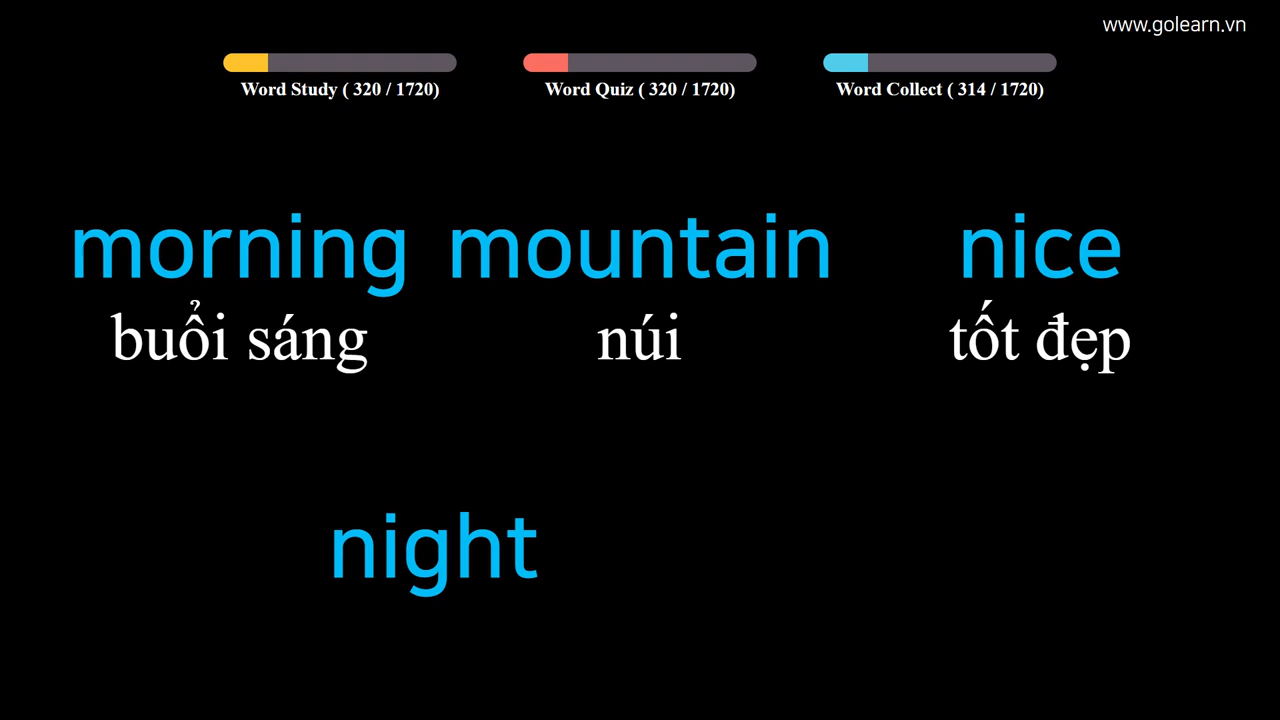 www.golearn.vn
Word Study ( 320 / 1720)
Word Quiz ( 320 / 1720)
Word Collect ( 314 / 1720)
morning mountain nice
buổi sáng núi tốt đẹp
night